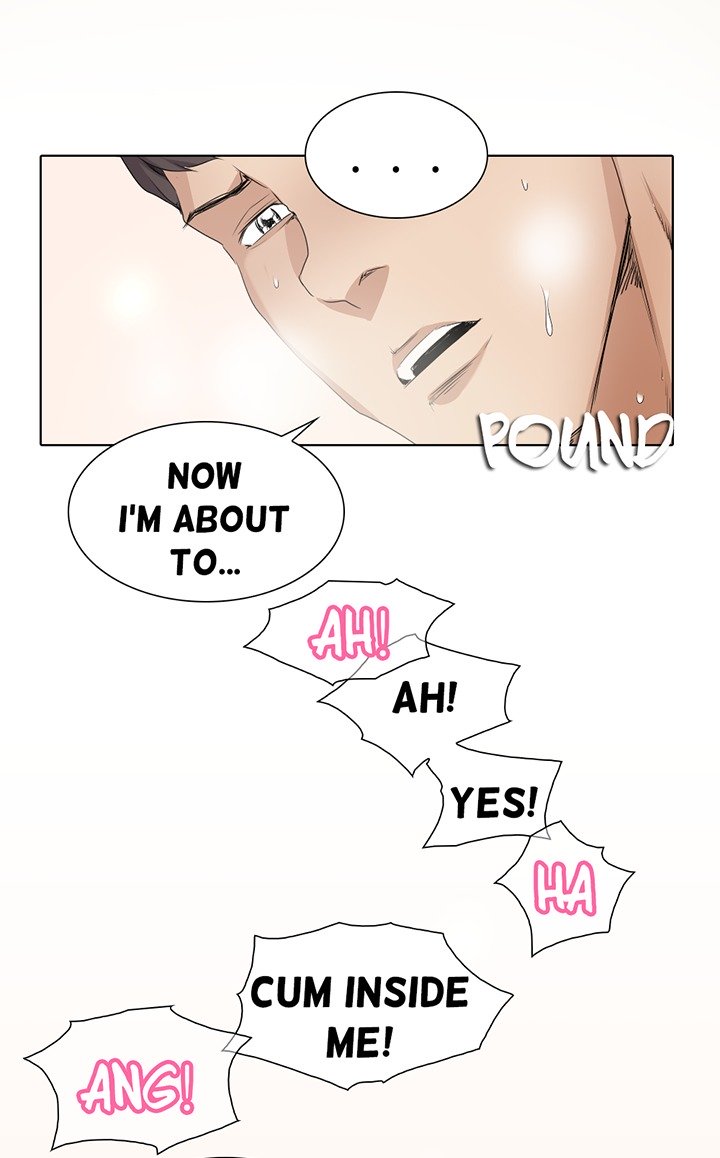 . . .
POUND
NOW
I'M ABOUT
TO...
AH!
AH!
YES!
HA
CUM INSIDE
ME!
ANG!